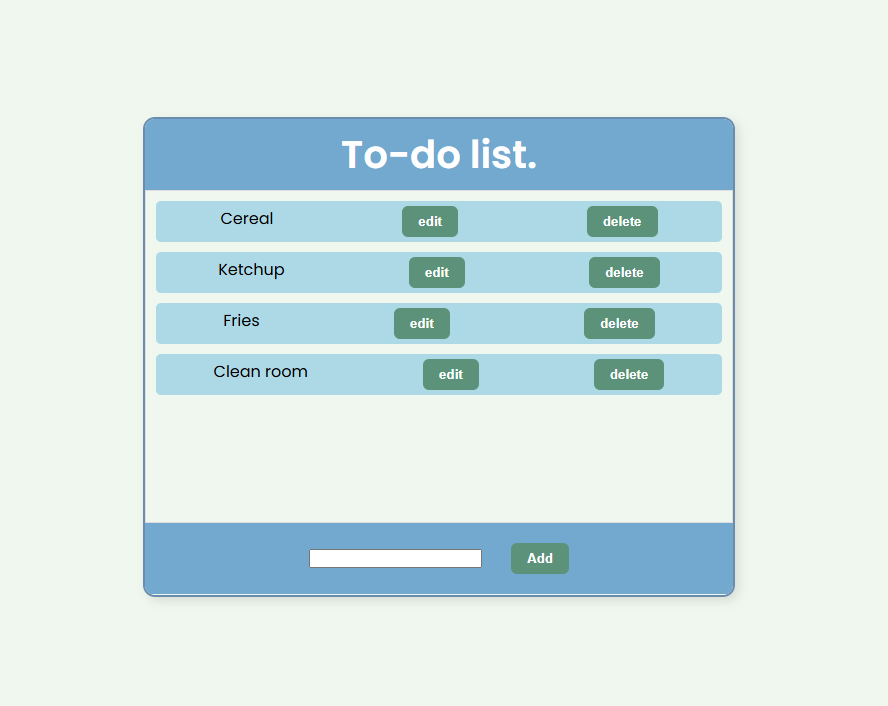 To-do list.
Cereal edit delete
Ketchup edit delete
Fries edit delete
Clean room edit delete
Add